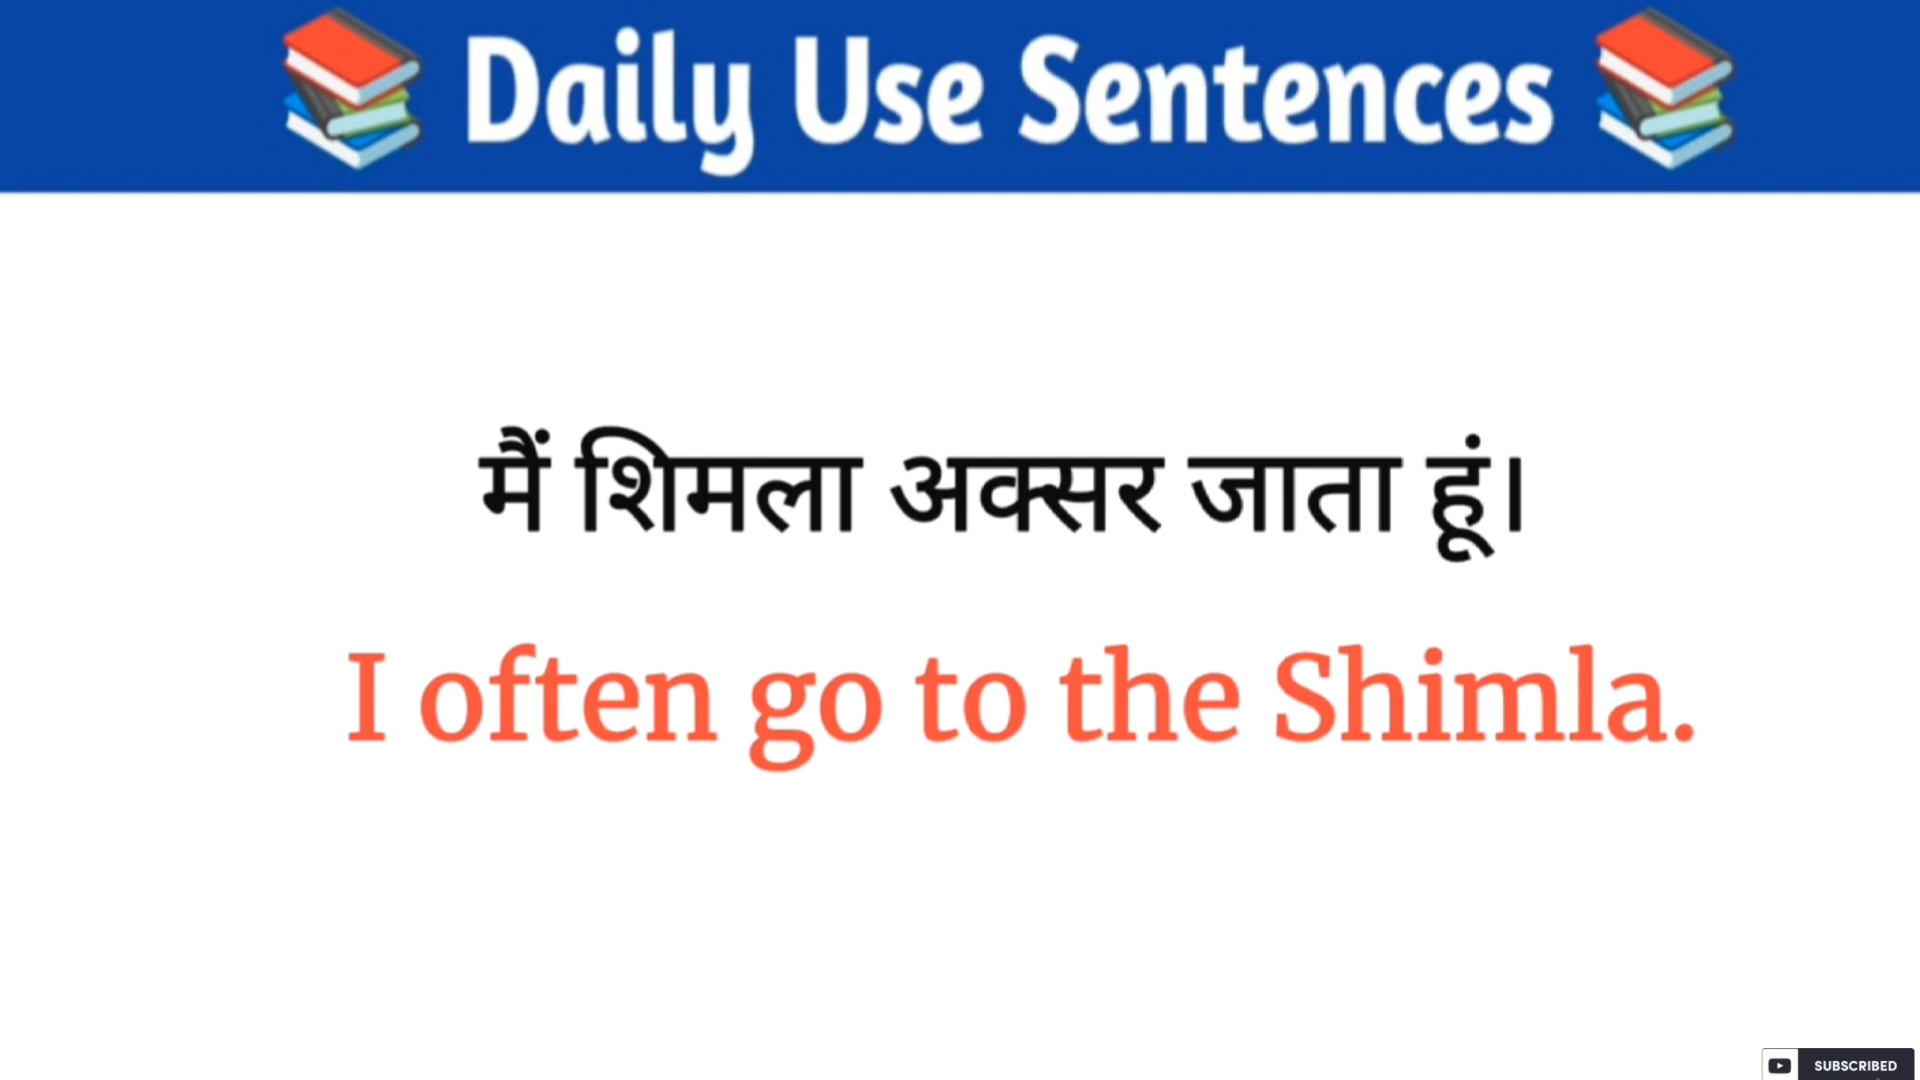 Daily Use Sentences
मैं शिमला अक्सर जाता हूं।
I often go to the Shimla.
SUBSCRIBED